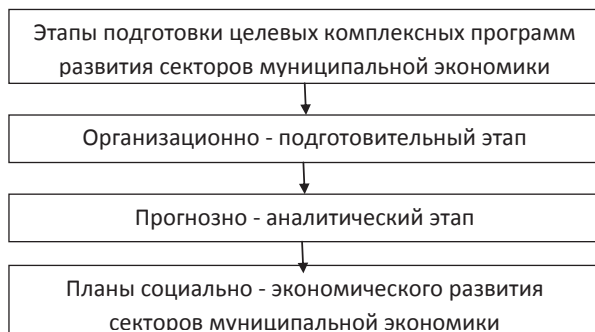 Этапы подготовки целевых комплексных программ
развития секторов муниципальной экономики
Организационно - подготовительный этап
Прогнозно - аналитический этап
Планы социально - экономического развития
секторов муниципальной экономики